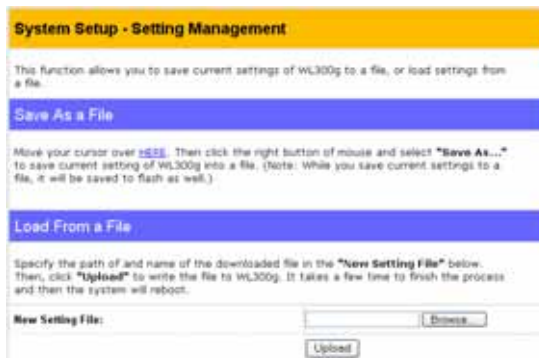 System Setup - Setting Management
This function allows you to save current settings of WL300g to a file, or load settings from
a file.
Save As a File
Move your cursor over HERE. Then click the right button of mouse and select "Save As..."
to save current setting of WL300g into a file. (Note: While you save current settings to a
file, it will be saved to flash as well.)
Load From a File
Specify the path of and name of the downloaded file in the "New Setting File" below.
Then, click "Upload" to write the file to WL300g. It takes a few time to finish the process
and then the system will reboot.
New Setting File: Browse...
Upload